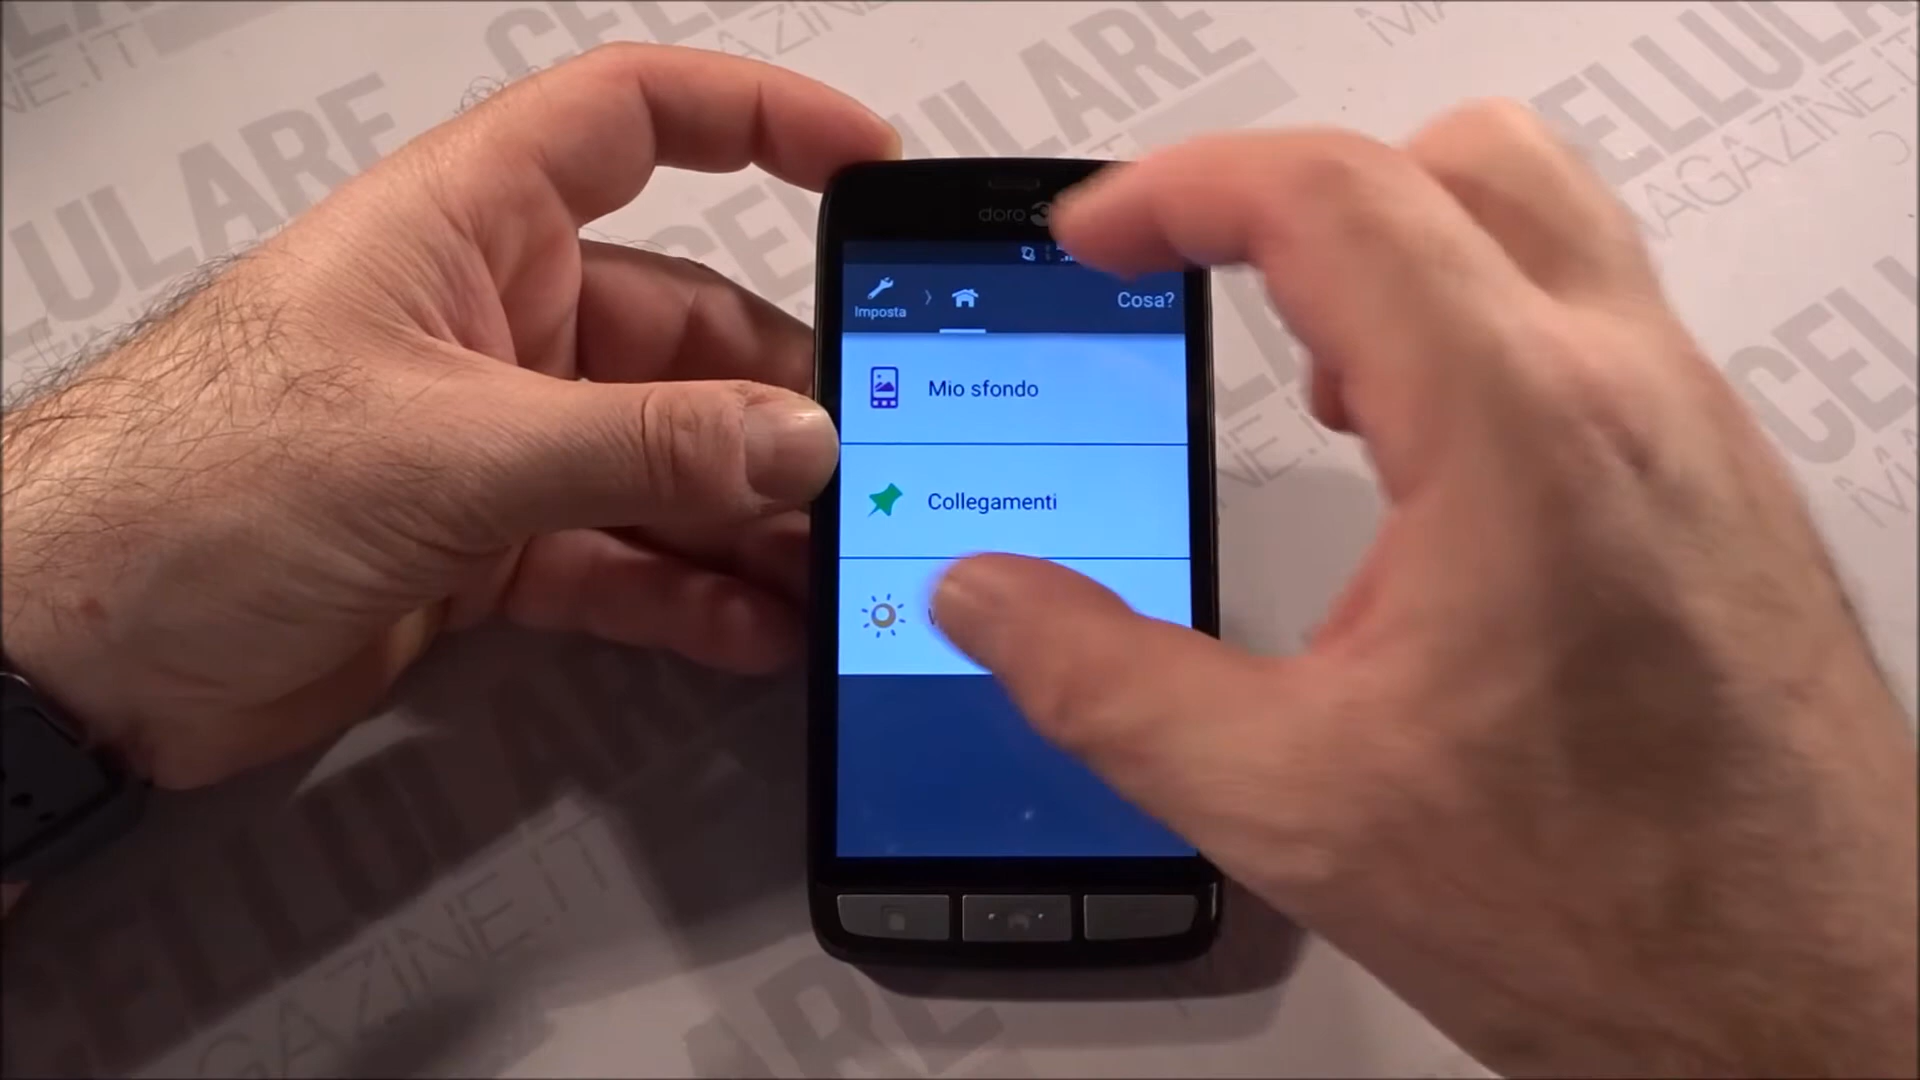 CELLULARE
MAGAZINE.IT
doro
Imposta
Cosa?
Mio sfondo
Collegamenti